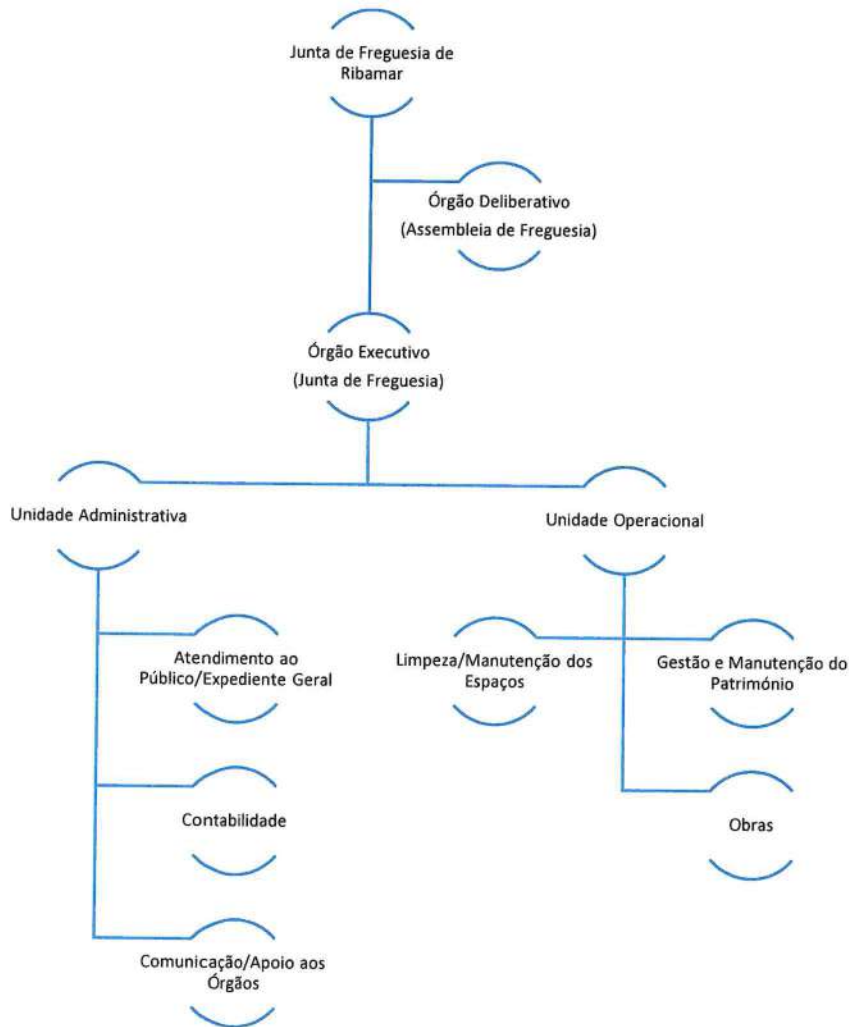 Junta de Freguesia de
Ribamar
Órgão Deliberativo
(Assembleia de Freguesia)
Órgão Executivo
(Junta de Freguesia)
Unidade Administrativa
Unidade Operacional
Atendimento ao
Público/Expediente Geral
Limpeza/Manutenção dos
Espaços
Gestão e Manutenção do
Património
Contabilidade
Obras
Comunicação/Apoio aos
Órgãos